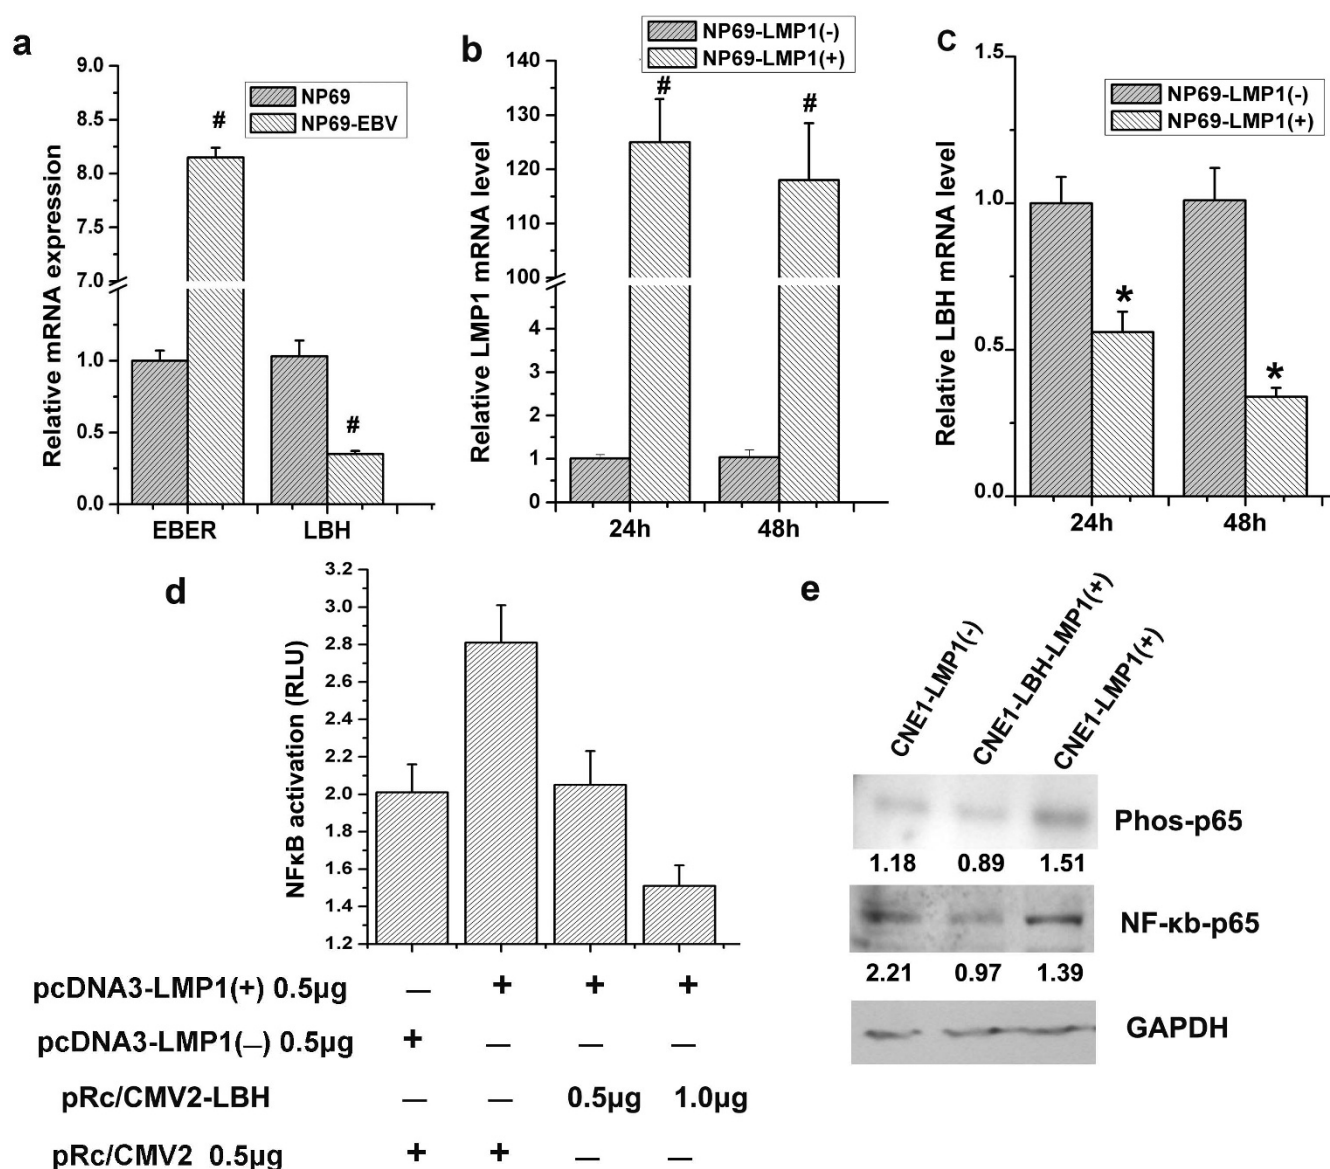 a
9.0
8.5
8.0
7.5
7.0
1.0
0.5
0.0
Relative mRNA expression
NP69
NP69-EBV
#
#
EBER LBH
b
NP69-LMP1(-)
NP69-LMP1(+)
140
135
130
125
120
115
110
105
100
4
3
2
1
0
Relative LMP1 mRNA level
#
#
24h 48h
c
1.5
1.0
0.5
0.0
Relative LBH mRNA level
NP69-LMP1(-)
NP69-LMP1(+)
*
*
24h 48h
d
3.2
3.0
2.8
2.6
2.4
2.2
2.0
1.8
1.6
1.4
1.2
NFκB activation (RLU)
pcDNA3-LMP1(+) 0.5μg — + + +
pcDNA3-LMP1(—) 0.5μg + — — —
pRc/CMV2-LBH — — 0.5μg 1.0μg
pRc/CMV2 0.5μg + + — —
e
CNE1-LMP1(-)
CNE1-LBH-LMP1(+)
CNE1-LMP1(+)
Phos-p65
1.18 0.89 1.51
NF-κb-p65
2.21 0.97 1.39
GAPDH